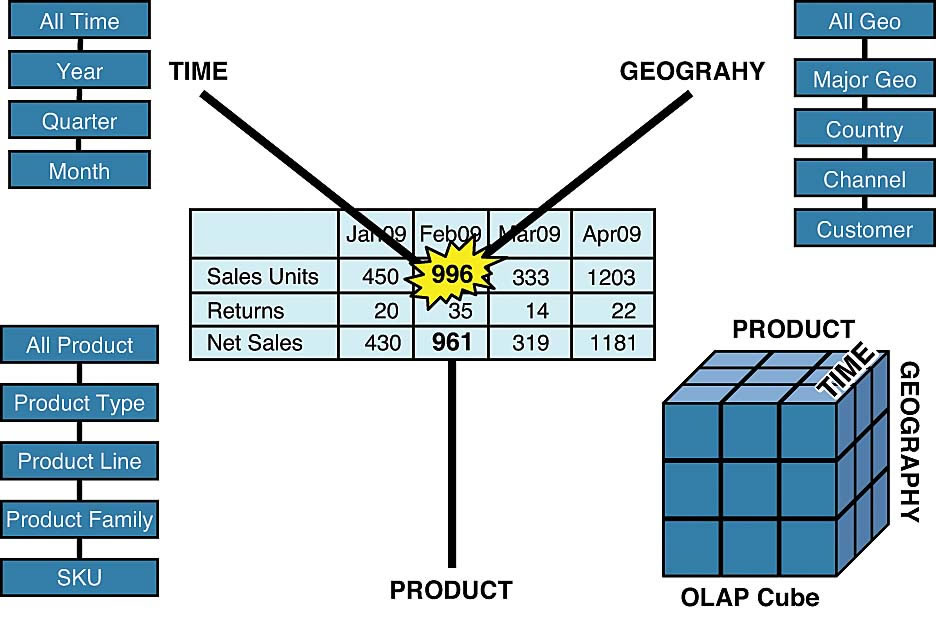 All Time
Year
Quarter
Month
TIME
GEOGRAHY
All Geo
Major Geo
Country
Channel
Customer
Jan09 Feb09 Mar09 Apr09
Sales Units 450 996 333 1203
Returns 20 35 14 22
Net Sales 430 961 319 1181
All Product
Product Type
Product Line
Product Family
SKU
PRODUCT
PRODUCT
TIME
GEOGRAPHY
OLAP Cube